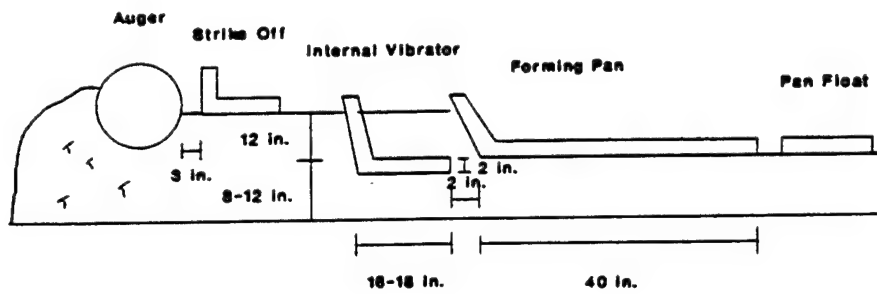 Auger
Strike Off
Internal Vibrator
Forming Pan
Pan Float
12 in.
3 in.
2 in.
2 in.
8-12 in.
16-18 in.
40 in.